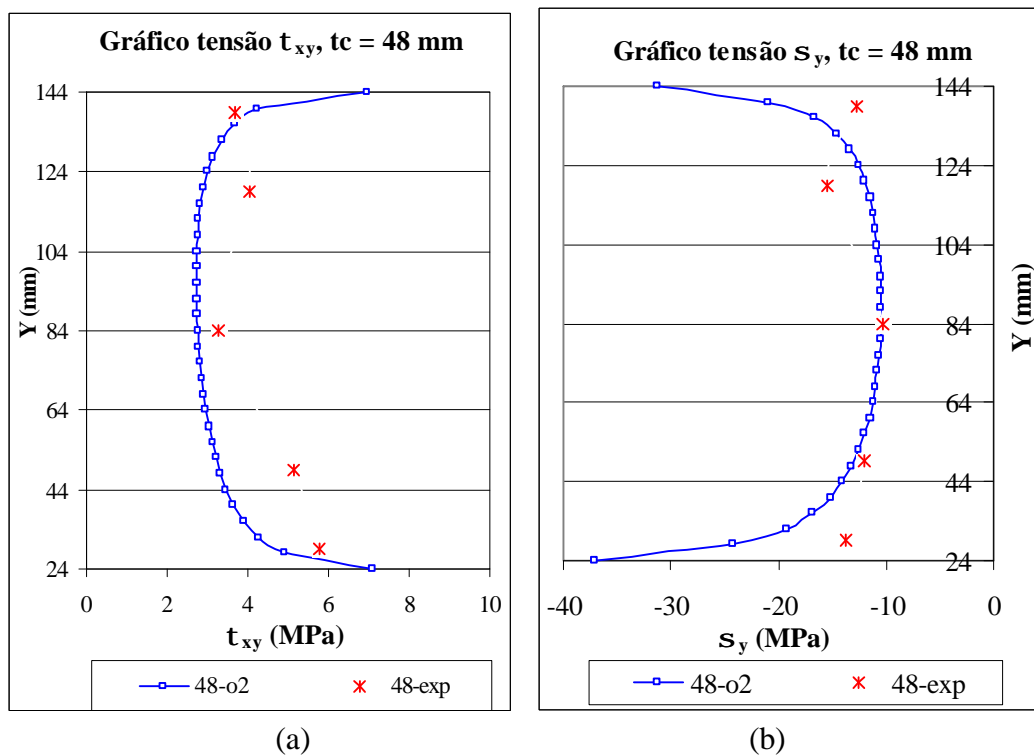 Gráfico tensão t xy, tc = 48 mm
144
124
104
84
64
44
24
Y (mm)
0 2 4 6 8 10
t xy (MPa)
48-o2 48-exp
(a)
Gráfico tensão s y, tc = 48 mm
144
124
104
84
64
44
24
Y (mm)
-40 -30 -20 -10 0
s y (MPa)
48-o2 48-exp
(b)